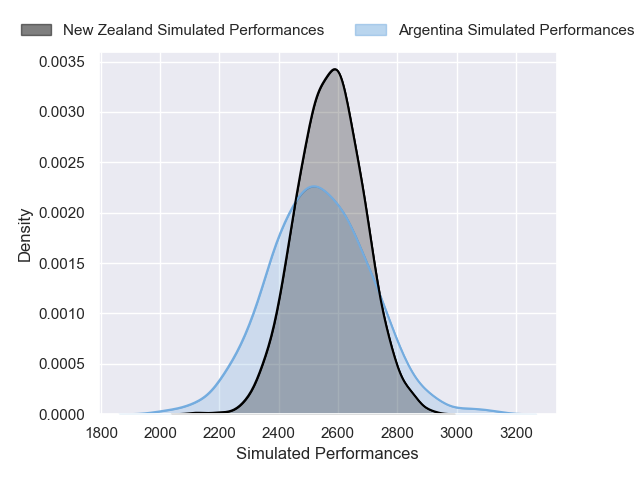 New Zealand Simulated Performances
Argentina Simulated Performances
0.0035
0.0030
0.0025
0.0020
0.0015
0.0010
0.0005
0.0000
Density
1800 2000 2200 2400 2600 2800 3000 3200
Simulated Performances